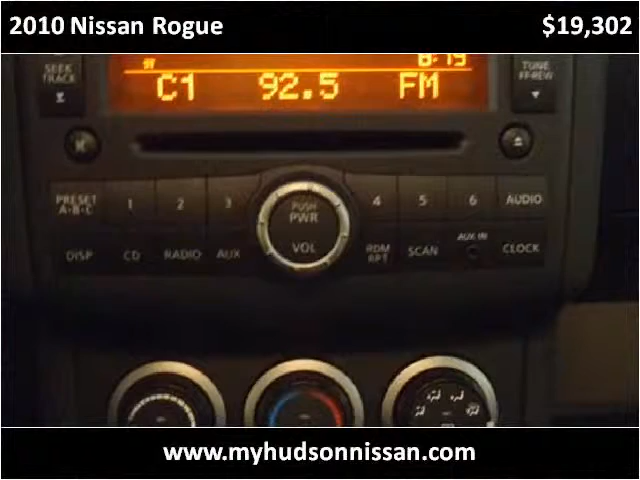 2010 Nissan Rogue $19,302
SEEK TRACK
8:19
TUNE FF·REW
C1 92.5 FM
PRESET A·B·C 1 2 3 PUSH PWR 4 5 6 AUDIO
DISP CD RADIO AUX VOL RDM RPT SCAN AUX IN CLOCK
www.myhudsonnissan.com